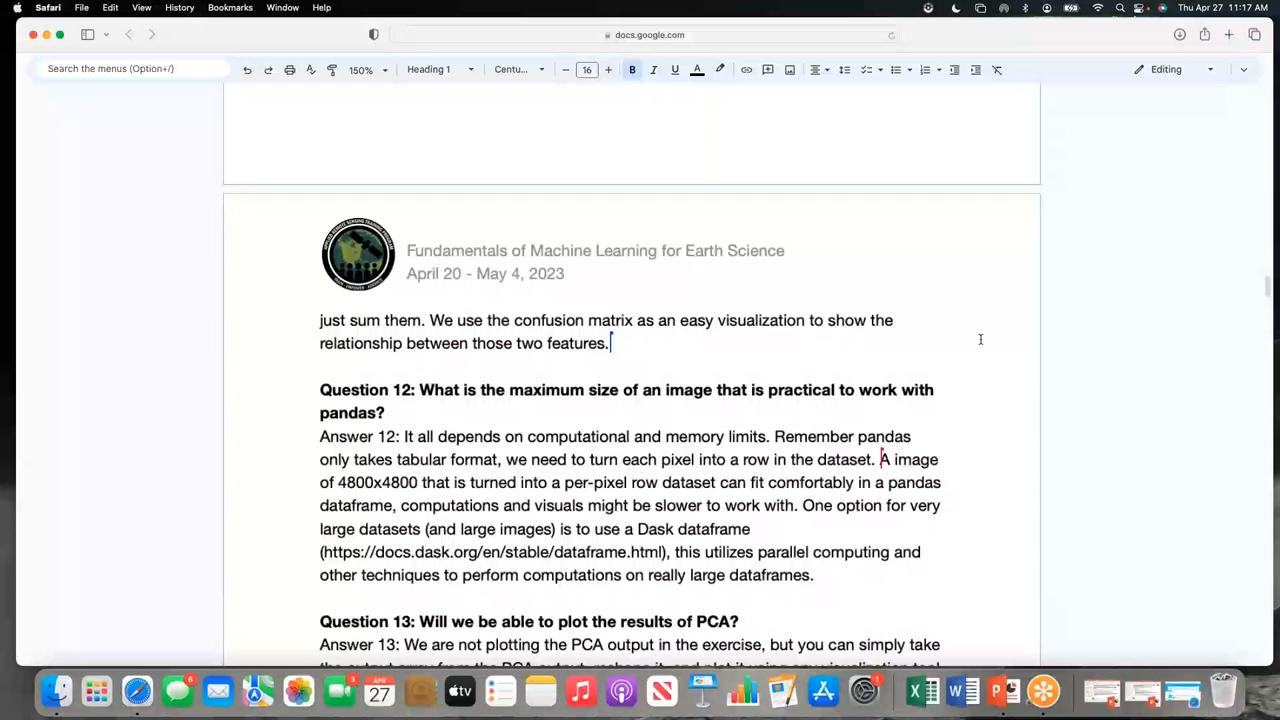 Safari File Edit View History Bookmarks Window Help Thu Apr 27 11:17 AM
docs.google.com
Search the menus (Option+/) 150% Heading 1 Centu... 16 B I U A Editing
Fundamentals of Machine Learning for Earth Science
April 20 - May 4, 2023
just sum them. We use the confusion matrix as an easy visualization to show the
relationship between those two features.
Question 12: What is the maximum size of an image that is practical to work with
pandas?
Answer 12: It all depends on computational and memory limits. Remember pandas
only takes tabular format, we need to turn each pixel into a row in the dataset. A image
of 4800x4800 that is turned into a per-pixel row dataset can fit comfortably in a pandas
dataframe, computations and visuals might be slower to work with. One option for very
large datasets (and large images) is to use a Dask dataframe
(https://docs.dask.org/en/stable/dataframe.html), this utilizes parallel computing and
other techniques to perform computations on really large dataframes.
Question 13: Will we be able to plot the results of PCA?
Answer 13: We are not plotting the PCA output in the exercise, but you can simply take
6 3 APR 27 tv 1